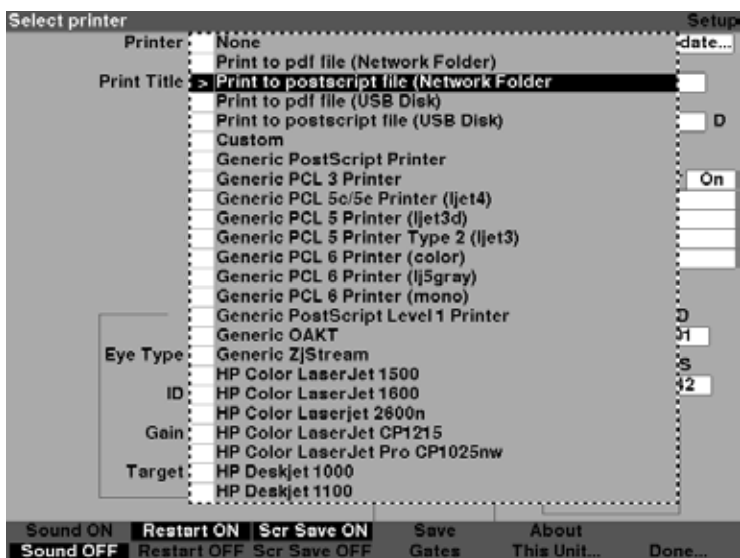 Select printer Setup
Printer None date...
Print to pdf file (Network Folder)
Print Title > Print to postscript file (Network Folder
Print to pdf file (USB Disk)
Print to postscript file (USB Disk) D
Custom
Generic PostScript Printer
Generic PCL 3 Printer On
Generic PCL 5c/5e Printer (ljet4)
Generic PCL 5 Printer (ljet3d)
Generic PCL 5 Printer Type 2 (ljet3)
Generic PCL 6 Printer (color)
Generic PCL 6 Printer (lj5gray)
Generic PCL 6 Printer (mono)
Generic PostScript Level 1 Printer
Generic OAKT
Eye Type Generic ZjStream
HP Color LaserJet 1500 S
ID HP Color LaserJet 1600
HP Color Laserjet 2600n
Gain HP Color LaserJet CP1215
HP Color LaserJet Pro CP1025nw
Target HP Deskjet 1000
HP Deskjet 1100
Sound ON Restart ON Scr Save ON Save About
Sound OFF Restart OFF Scr Save OFF Gates This Unit... Done...